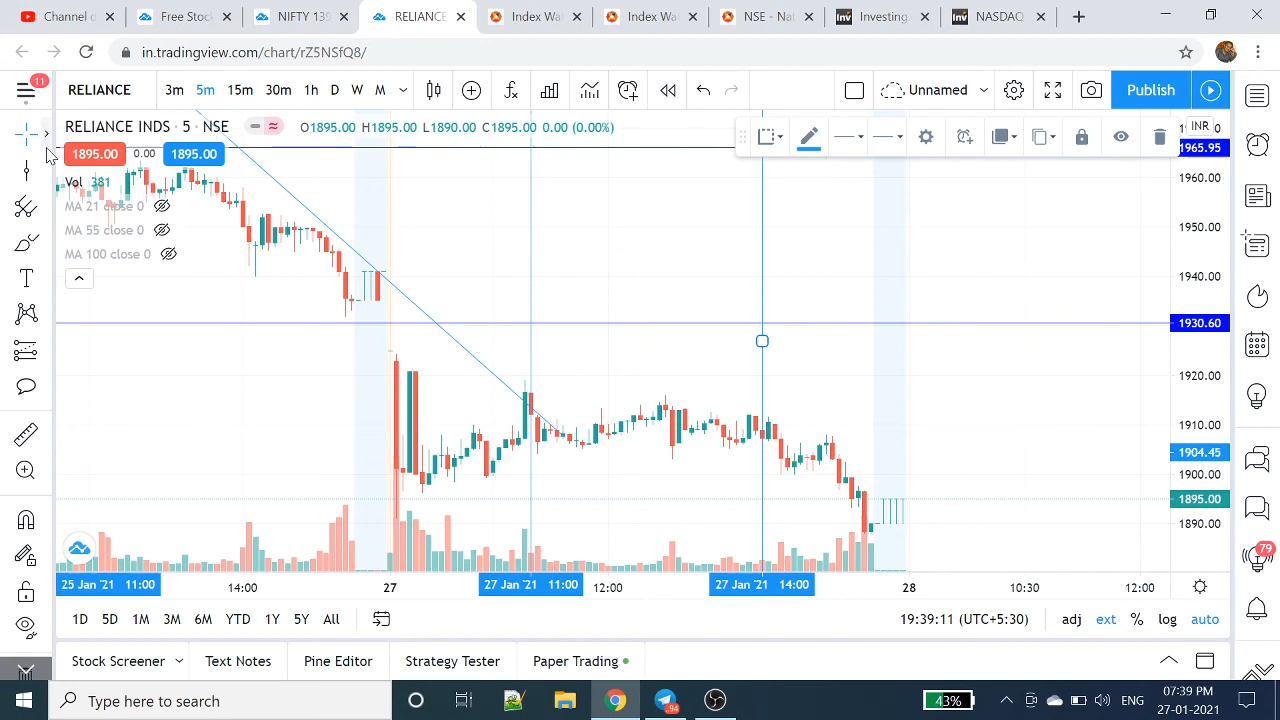 Channel d
Free Stock
NIFTY 139
RELIANCE
Index Wa
Index Wa
NSE - Na
Investing.
NASDAQ
in.tradingview.com/chart/rZ5NSfQ8/
11
RELIANCE
3m 5m 15m 30m 1h D W M
Unnamed
Publish
RELIANCE INDS · 5 · NSE
O1895.00 H1895.00 L1890.00 C1895.00 0.00 (0.00%)
INR
1895.00 0.00 1895.00
Vol 381
MA 21 close 0
MA 55 close 0
MA 100 close 0
1965.95
1960.00
1950.00
1940.00
1930.60
1920.00
1910.00
1904.45
1900.00
1895.00
1890.00
25 Jan '21 11:00
14:00
27
27 Jan '21 11:00
12:00
27 Jan '21 14:00
28
10:30
12:00
1D 5D 1M 3M 6M YTD 1Y 5Y All
19:39:11 (UTC+5:30)
adj ext % log auto
79
Stock Screener
Text Notes
Pine Editor
Strategy Tester
Paper Trading
Type here to search
94
43%
ENG
07:39 PM
27-01-2021